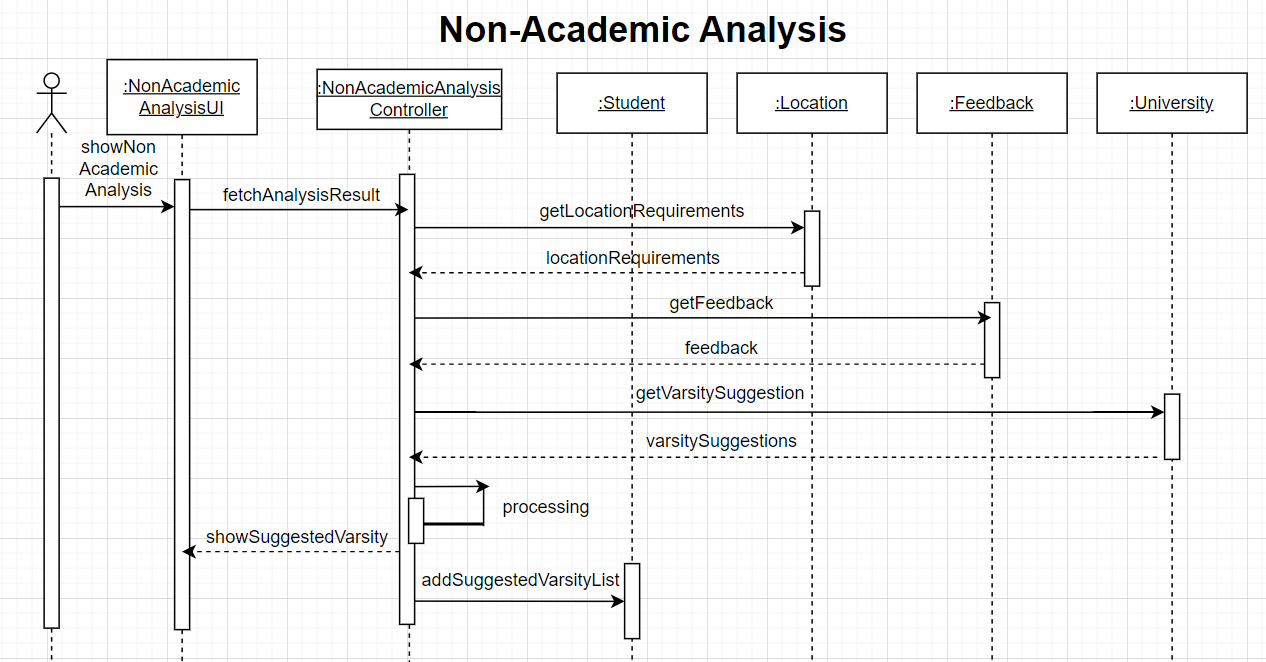 Non-Academic Analysis
:NonAcademic
AnalysisUI
:NonAcademicAnalysis
Controller
:Student
:Location
:Feedback
:University
showNon
Academic
Analysis
fetchAnalysisResult
getLocationRequirements
locationRequirements
getFeedback
feedback
getVarsitySuggestion
varsitySuggestions
processing
showSuggestedVarsity
addSuggestedVarsityList